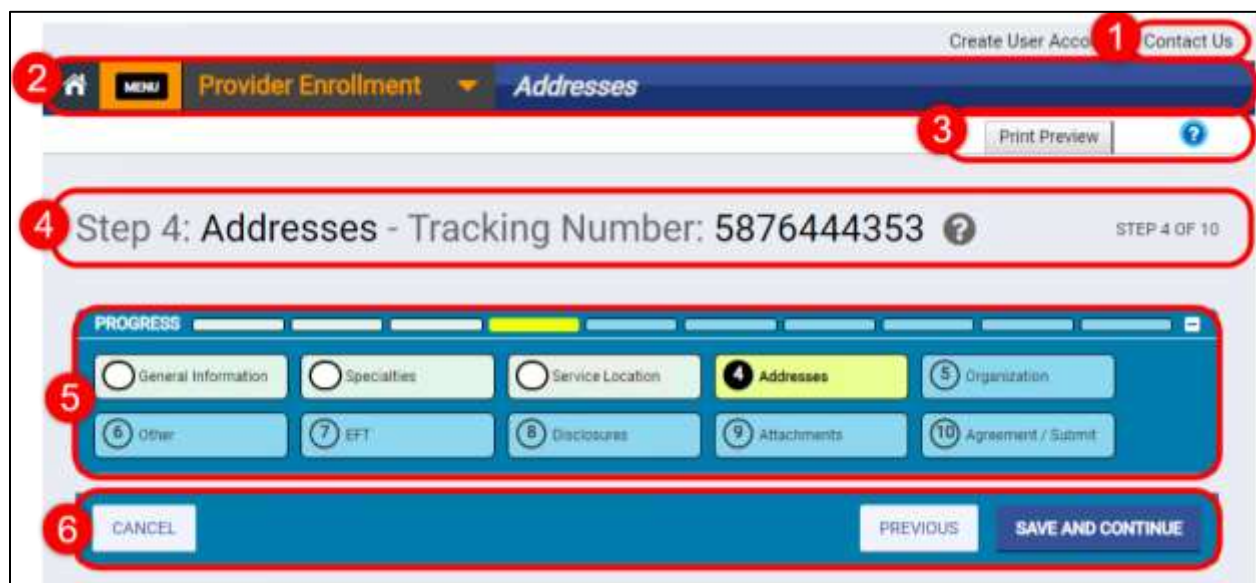 Create User Acco 1 Contact Us
2 MENU Provider Enrollment Addresses
3 Print Preview ?
4 Step 4: Addresses - Tracking Number: 5876444353 ? STEP 4 OF 10
PROGRESS
5 General Information Specialties Service Location 4 Addresses 5 Organization
6 Other 7 EFT 8 Disclosures 9 Attachments 10 Agreement / Submit
6 CANCEL PREVIOUS SAVE AND CONTINUE